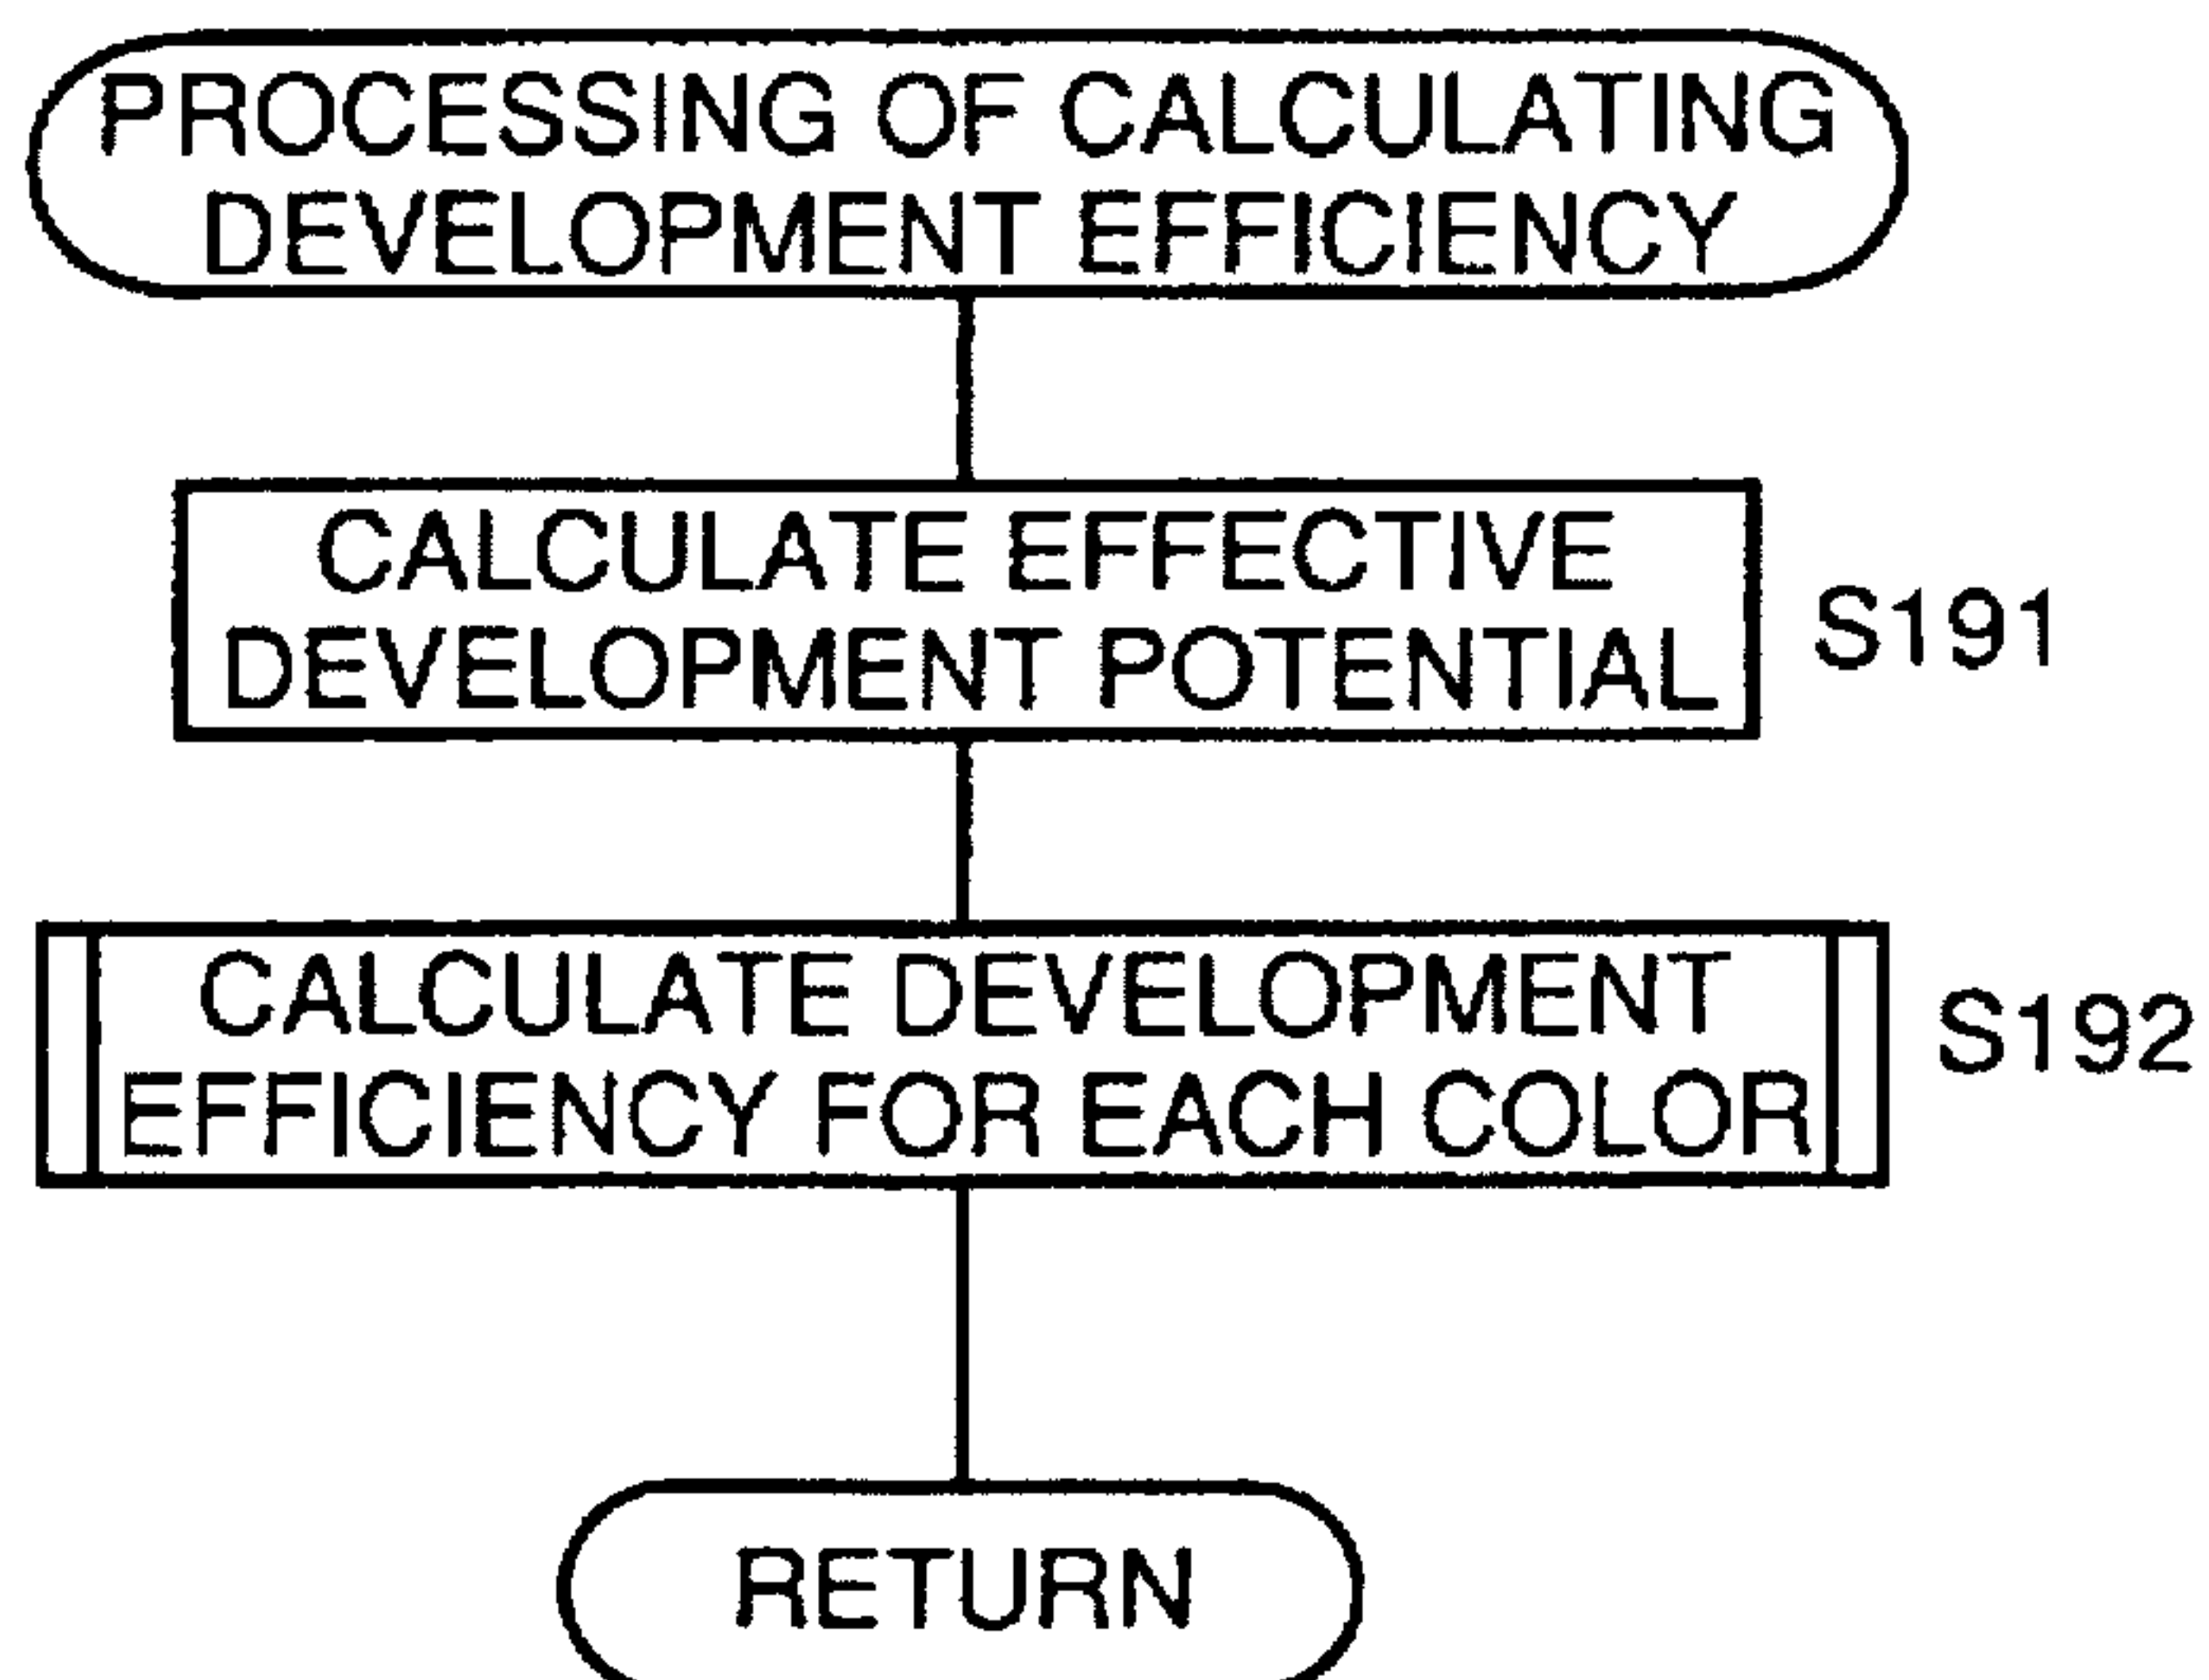 PROCESSING OF CALCULATING
DEVELOPMENT EFFICIENCY
CALCULATE EFFECTIVE
DEVELOPMENT POTENTIAL
S191
CALCULATE DEVELOPMENT
EFFICIENCY FOR EACH COLOR
S192
RETURN